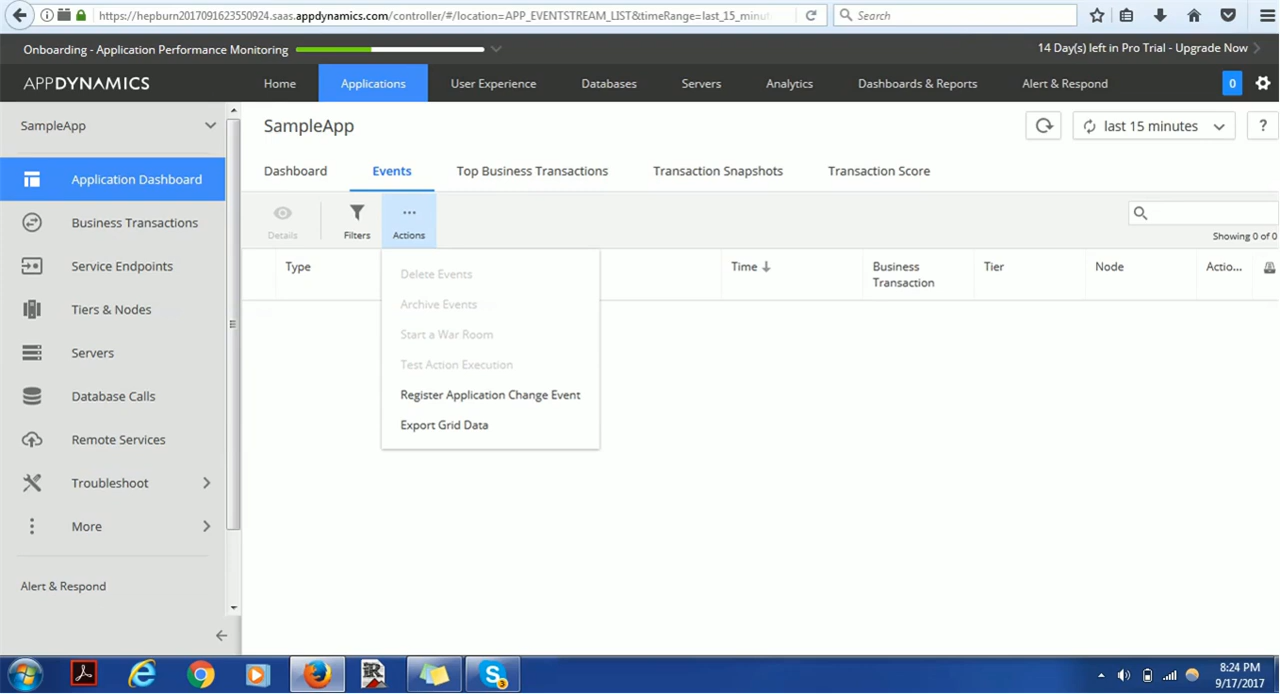 https://hepburn2017091623550924.saas.appdynamics.com/controller/#/location=APP_EVENTSTREAM_LIST&timeRange=last_15_minut
Search
Onboarding - Application Performance Monitoring
14 Day(s) left in Pro Trial - Upgrade Now
APPDYNAMICS
Home
Applications
User Experience
Databases
Servers
Analytics
Dashboards & Reports
Alert & Respond
0
SampleApp
SampleApp
last 15 minutes
?
Application Dashboard
Business Transactions
Service Endpoints
Tiers & Nodes
Servers
Database Calls
Remote Services
Troubleshoot
More
Alert & Respond
Dashboard
Events
Top Business Transactions
Transaction Snapshots
Transaction Score
Details
Filters
Actions
Showing 0 of 0
Type
Time
Business
Transaction
Tier
Node
Actio...
Delete Events
Archive Events
Start a War Room
Test Action Execution
Register Application Change Event
Export Grid Data
S
3
8:24 PM
9/17/2017